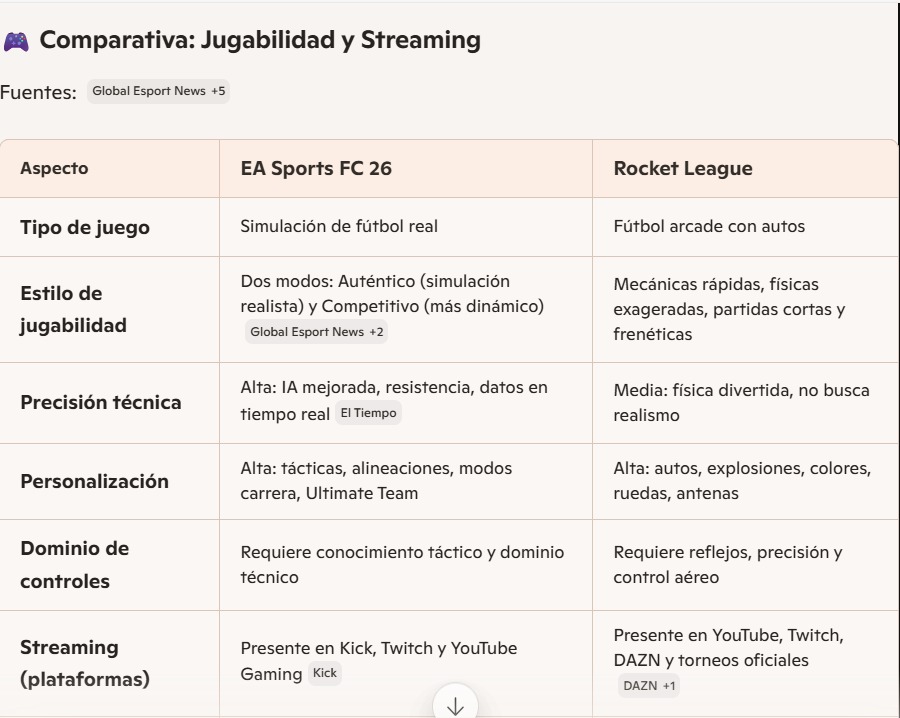 Comparativa: Jugabilidad y Streaming
Fuentes: Global Esport News +5
Aspecto
EA Sports FC 26
Rocket League
Tipo de juego
Simulación de fútbol real
Fútbol arcade con autos
Estilo de
jugabilidad
Dos modos: Auténtico (simulación
realista) y Competitivo (más dinámico)
Global Esport News +2
Mecánicas rápidas, físicas
exageradas, partidas cortas y
frenéticas
Precisión técnica
Alta: IA mejorada, resistencia, datos en
tiempo real El Tiempo
Media: física divertida, no busca
realismo
Personalización
Alta: tácticas, alineaciones, modos
carrera, Ultimate Team
Alta: autos, explosiones, colores,
ruedas, antenas
Dominio de
controles
Requiere conocimiento táctico y dominio
técnico
Requiere reflejos, precisión y
control aéreo
Streaming
(plataformas)
Presente en Kick, Twitch y YouTube
Gaming Kick
Presente en YouTube, Twitch,
DAZN y torneos oficiales
DAZN +1